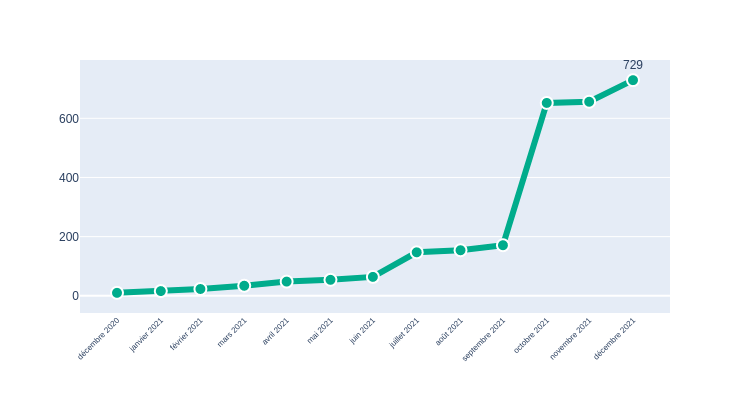 729
600
400
200
0
décembre 2020
janvier 2021
février 2021
mars 2021
avril 2021
mai 2021
juin 2021
juillet 2021
août 2021
septembre 2021
octobre 2021
novembre 2021
décembre 2021